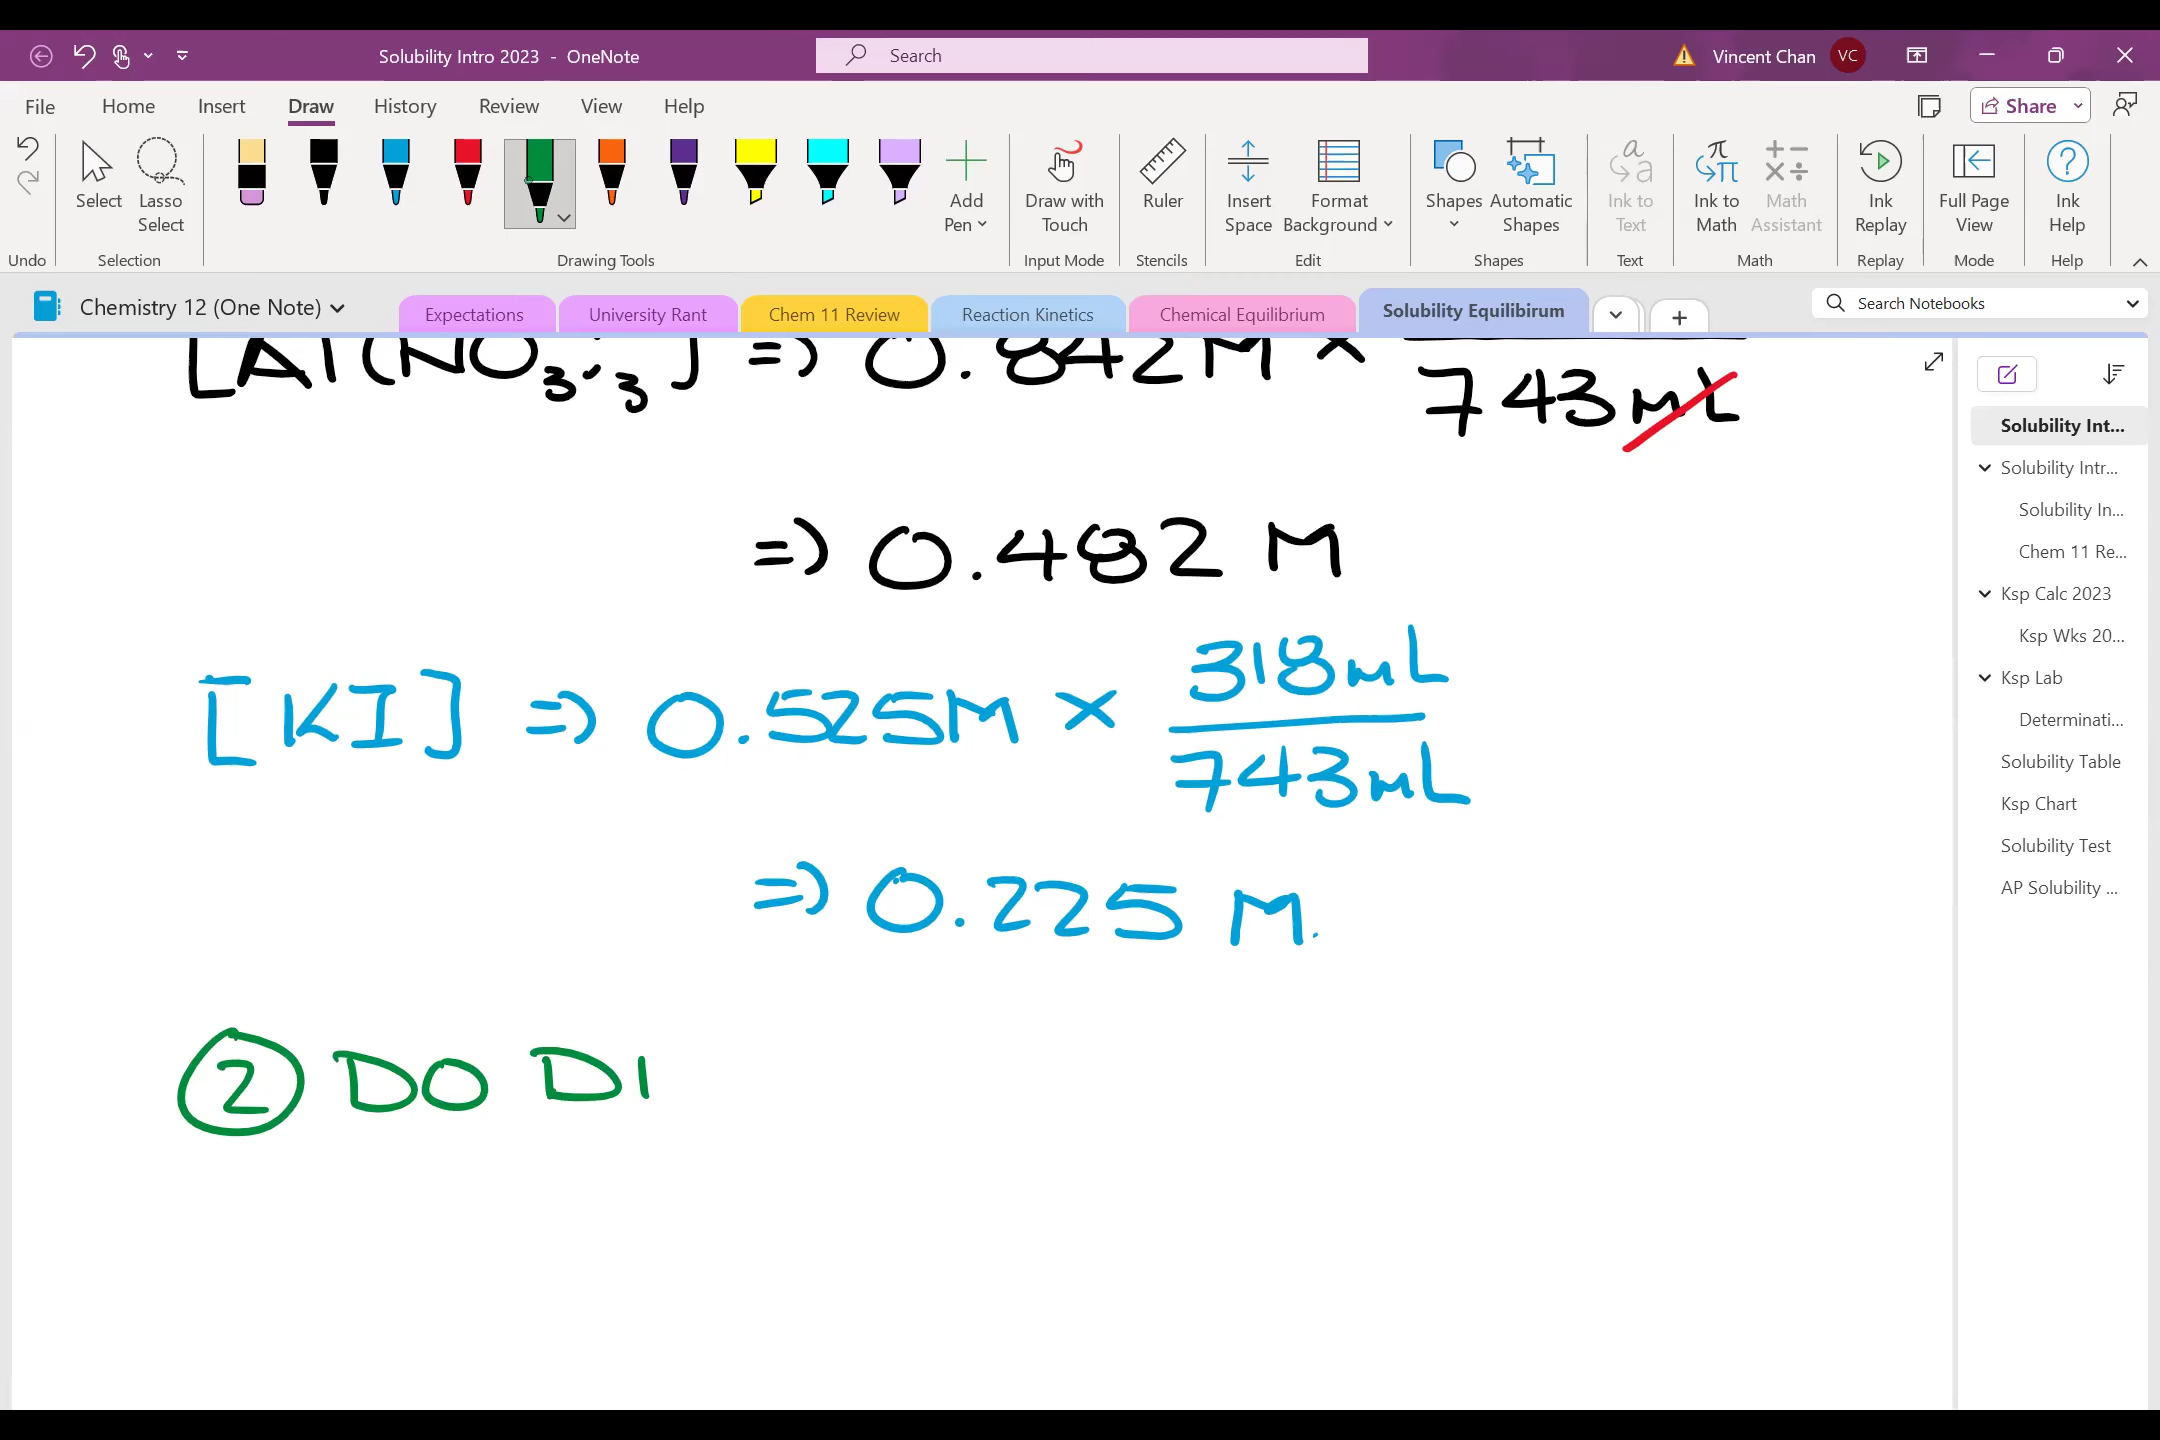 Solubility Intro 2023 - OneNote
Search
Vincent Chan
VC
File Home Insert Draw History Review View Help
Share
Select
Lasso Select
Add Pen
Draw with Touch
Ruler
Insert Space
Format Background
Shapes
Automatic Shapes
Ink to Text
Ink to Math
Math Assistant
Ink Replay
Full Page View
Ink Help
Undo Selection Drawing Tools Input Mode Stencils Edit Shapes Text Math Replay Mode Help
Chemistry 12 (One Note)
Expectations University Rant Chem 11 Review Reaction Kinetics Chemical Equilibrium Solubility Equilibirum
Search Notebooks
[Al(NO₃)₃] => 0.842M ×
743mL
=> 0.482 M
[KI] => 0.525M × 318mL
743mL
=> 0.225 M.
2 DO DI
Solubility Int...
Solubility Intr...
Solubility In...
Chem 11 Re...
Ksp Calc 2023
Ksp Wks 20...
Ksp Lab
Determinati...
Solubility Table
Ksp Chart
Solubility Test
AP Solubility ...